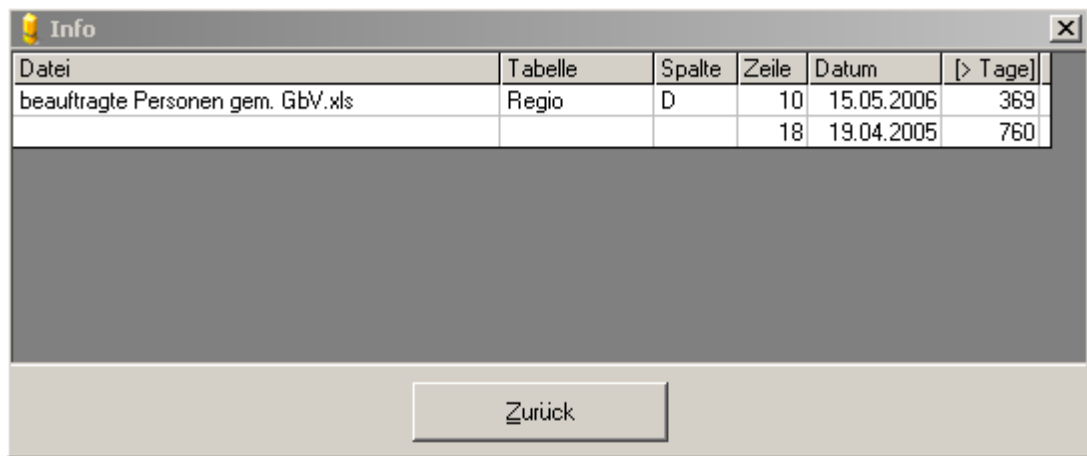 Info
Datei Tabelle Spalte Zeile Datum [> Tage]
beauftragte Personen gem. GbV.xls Regio D 10 15.05.2006 369
18 19.04.2005 760
Zurück